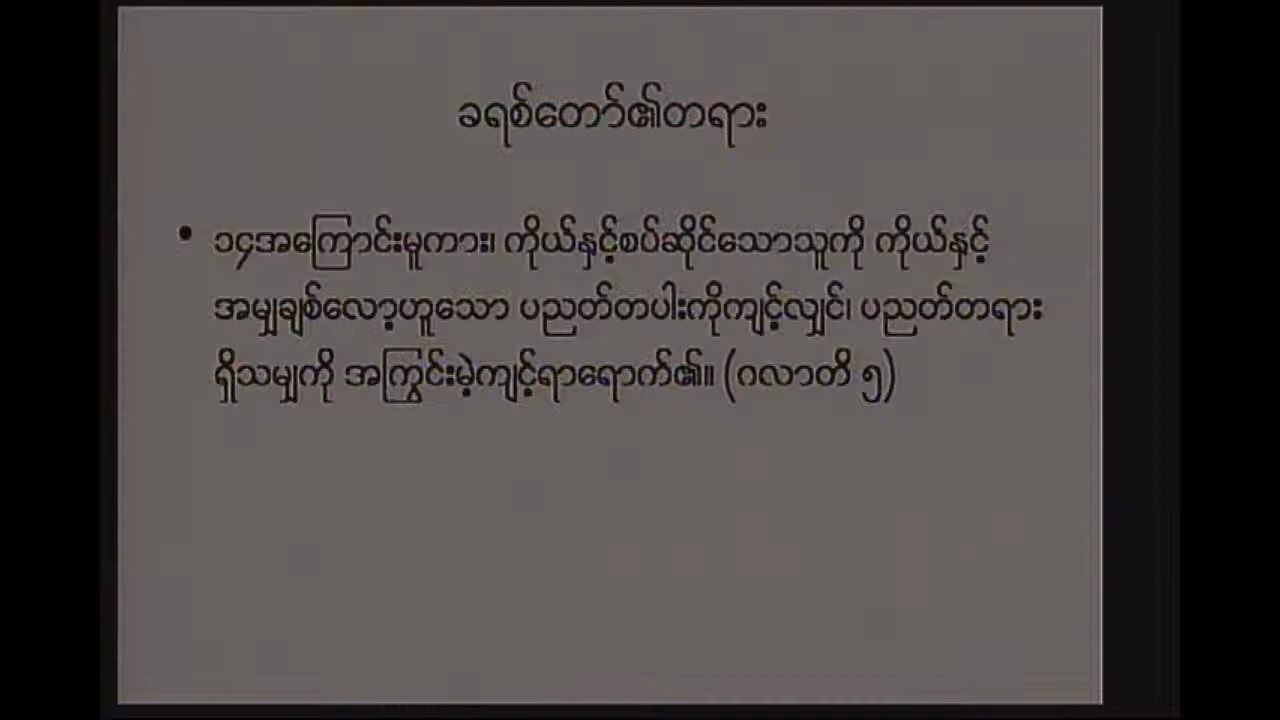 ခရစ်တော်၏တရား
• ၁၄အကြောင်းမူကား၊ ကိုယ်နှင့်စပ်ဆိုင်သောသူကို ကိုယ်နှင့်
အမျှချစ်လော့ဟူသော ပညတ်တပါးကိုကျင့်လျှင်၊ ပညတ်တရား
ရှိသမျှကို အကြွင်းမဲ့ကျင့်ရာရောက်၏။ (ဂလာတိ ၅)